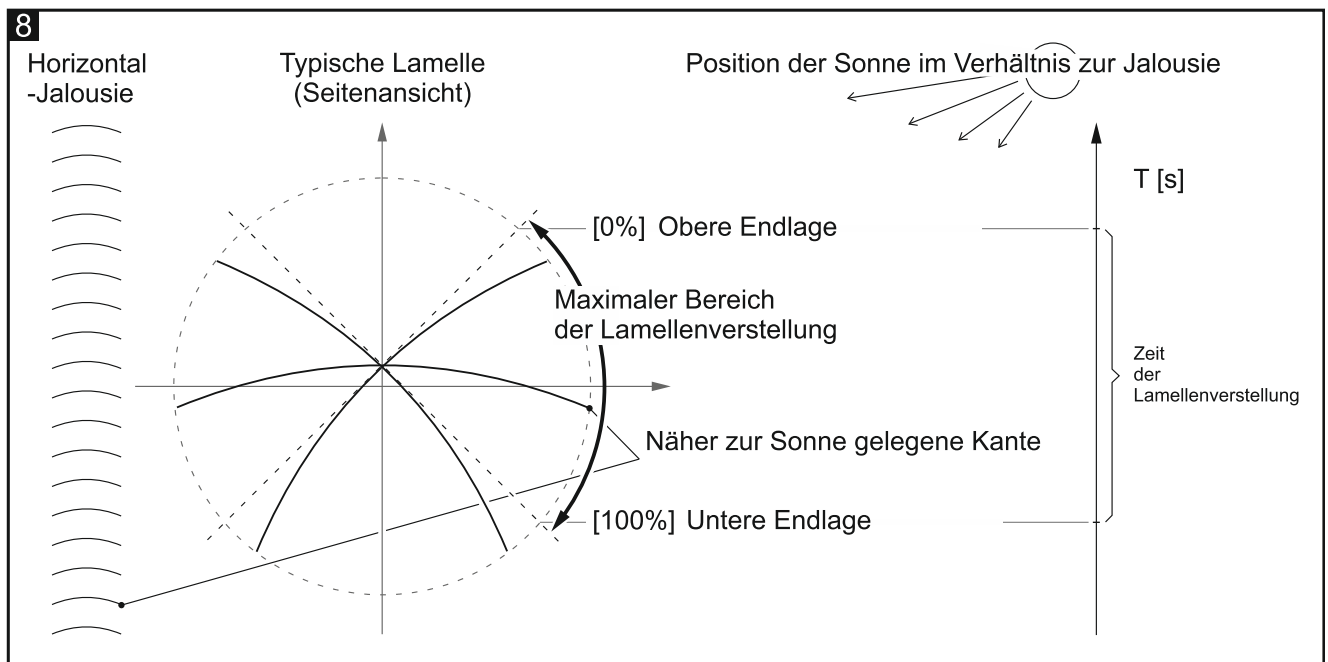 8
Horizontal
-Jalousie
Typische Lamelle
(Seitenansicht)
Position der Sonne im Verhältnis zur Jalousie
T [s]
[0%] Obere Endlage
Maximaler Bereich
der Lamellenverstellung
Zeit
der
Lamellenverstellung
Näher zur Sonne gelegene Kante
[100%] Untere Endlage